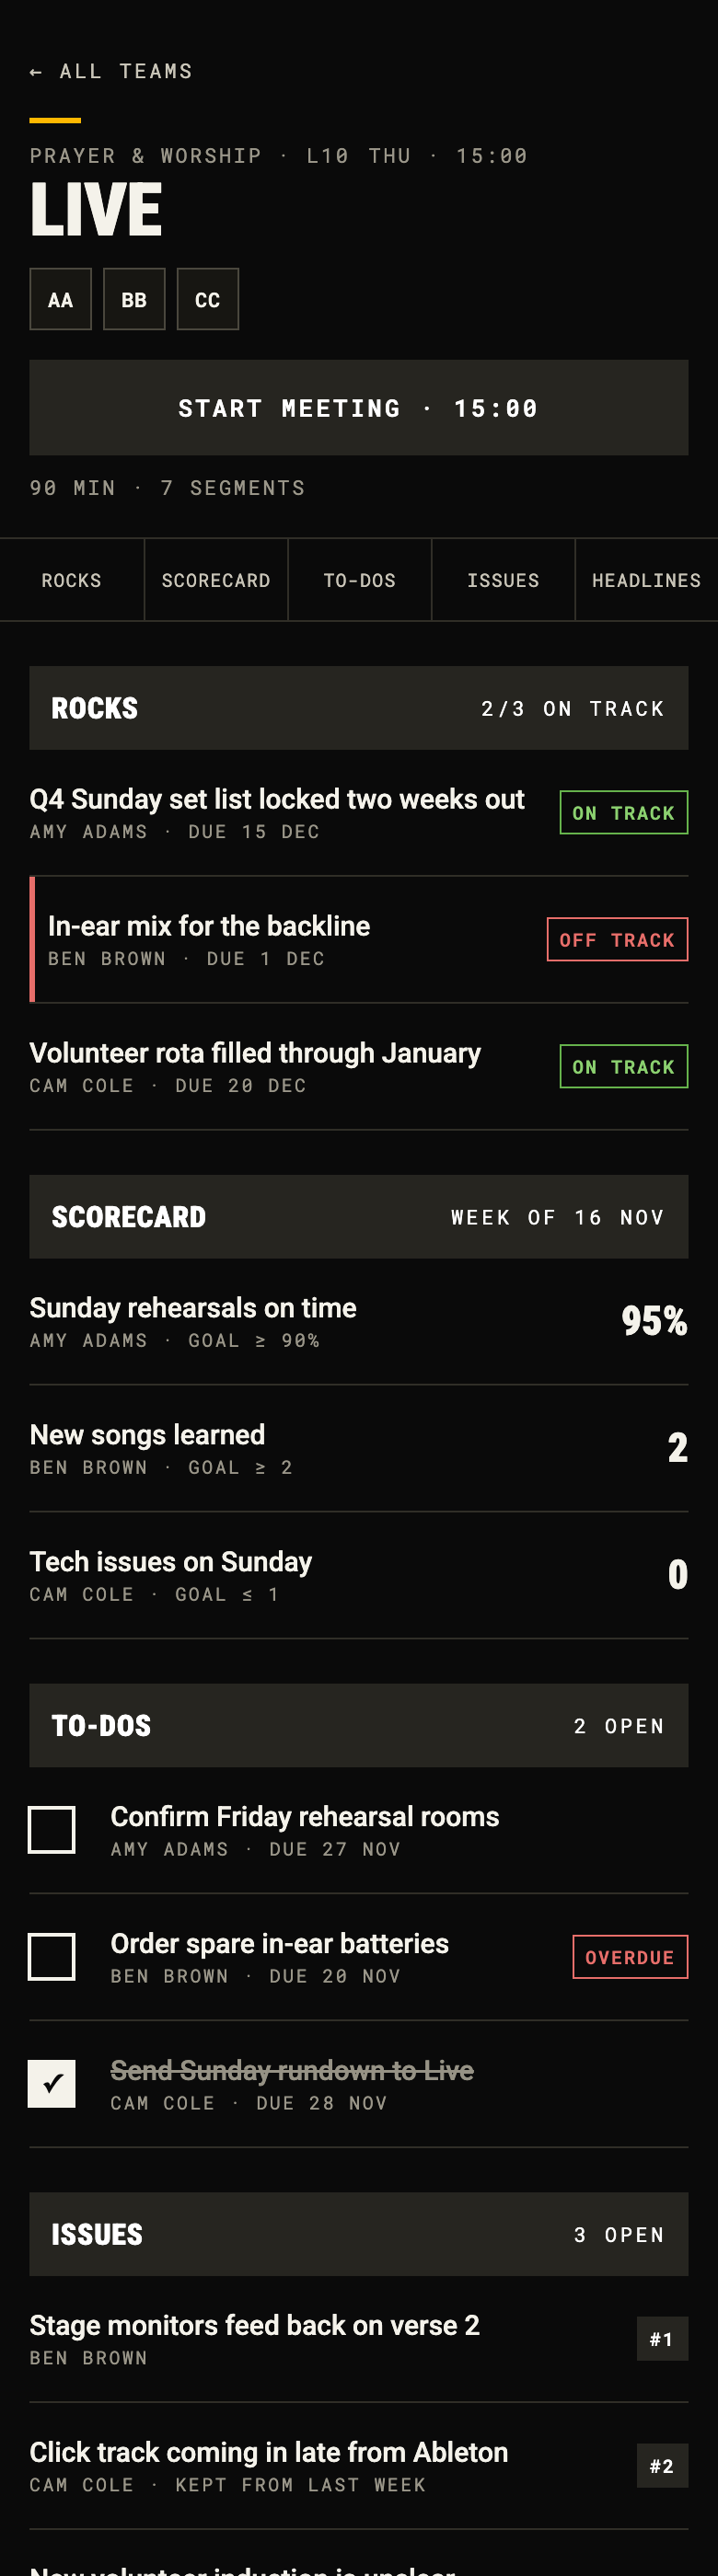 ← ALL TEAMS
PRAYER & WORSHIP · L10 THU · 15:00
LIVE
AA BB CC
START MEETING · 15:00
90 MIN · 7 SEGMENTS
ROCKS SCORECARD TO-DOS ISSUES HEADLINES
ROCKS 2/3 ON TRACK
Q4 Sunday set list locked two weeks out ON TRACK
AMY ADAMS · DUE 15 DEC
In-ear mix for the backline OFF TRACK
BEN BROWN · DUE 1 DEC
Volunteer rota filled through January ON TRACK
CAM COLE · DUE 20 DEC
SCORECARD WEEK OF 16 NOV
Sunday rehearsals on time 95%
AMY ADAMS · GOAL ≥ 90%
New songs learned 2
BEN BROWN · GOAL ≥ 2
Tech issues on Sunday 0
CAM COLE · GOAL ≤ 1
TO-DOS 2 OPEN
Confirm Friday rehearsal rooms
AMY ADAMS · DUE 27 NOV
Order spare in-ear batteries OVERDUE
BEN BROWN · DUE 20 NOV
Send Sunday rundown to Live
CAM COLE · DUE 28 NOV
ISSUES 3 OPEN
Stage monitors feed back on verse 2 #1
BEN BROWN
Click track coming in late from Ableton #2
CAM COLE · KEPT FROM LAST WEEK
New volunteer induction is unclear